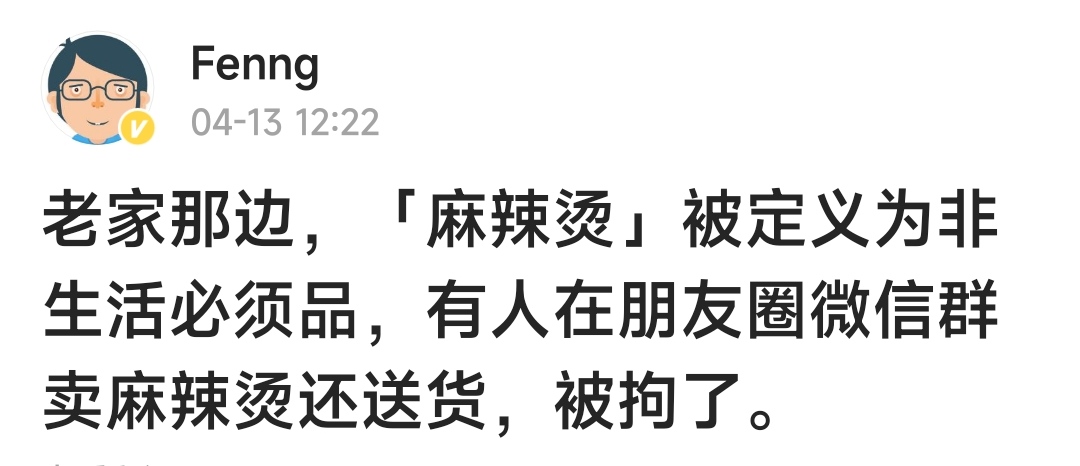 Fenng
04-13 12:22
老家那边，「麻辣烫」被定义为非
生活必须品，有人在朋友圈微信群
卖麻辣烫还送货，被拘了。